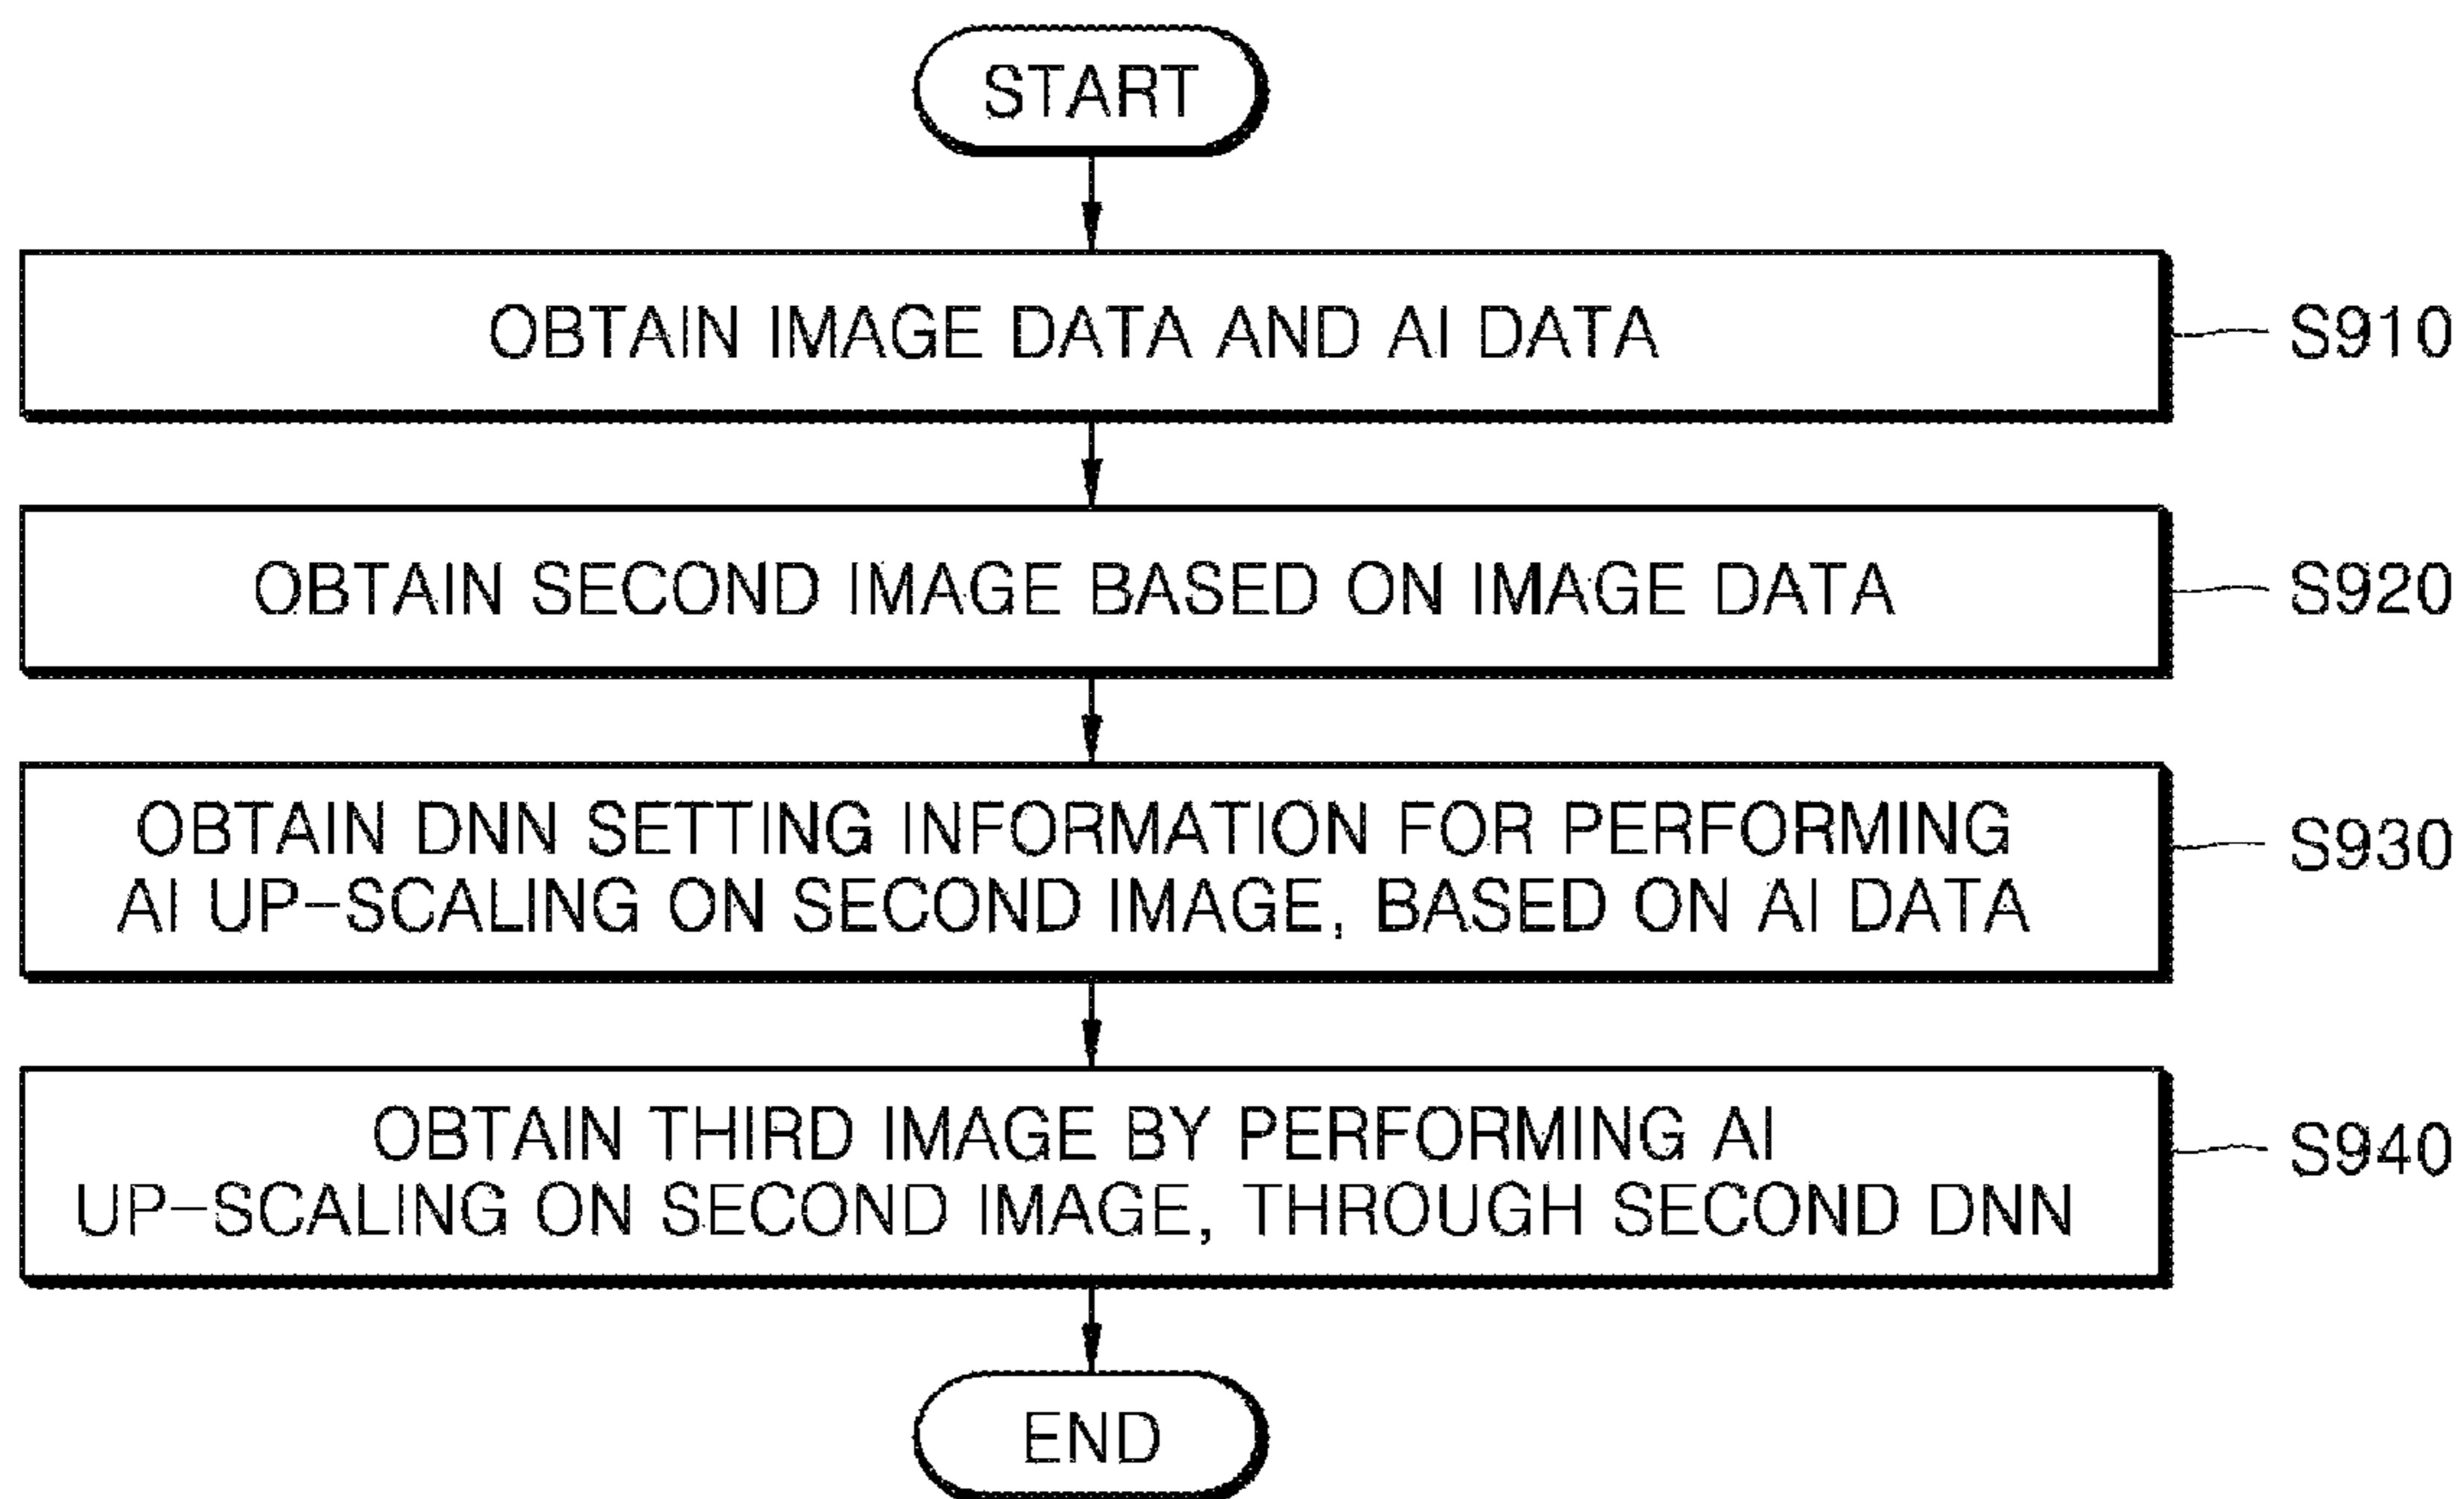 START
OBTAIN IMAGE DATA AND AI DATA
S910
OBTAIN SECOND IMAGE BASED ON IMAGE DATA
S920
OBTAIN DNN SETTING INFORMATION FOR PERFORMING
AI UP-SCALING ON SECOND IMAGE, BASED ON AI DATA
S930
OBTAIN THIRD IMAGE BY PERFORMING AI
UP-SCALING ON SECOND IMAGE, THROUGH SECOND DNN
S940
END